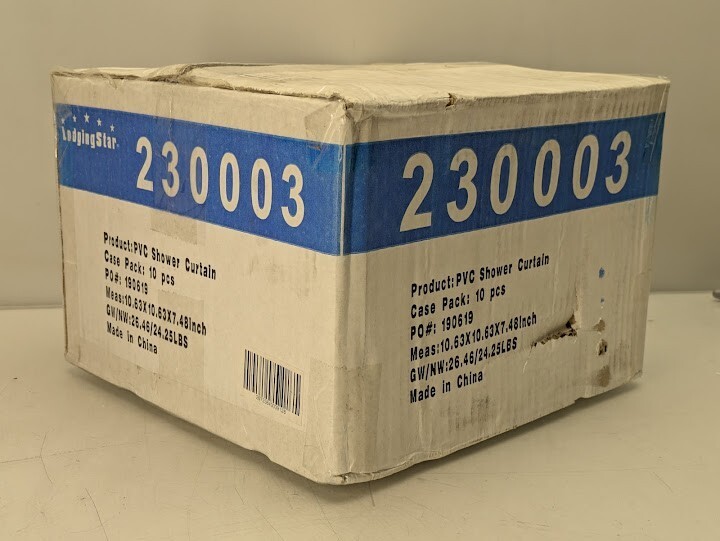 LodgingStar
230003
Product:PVC Shower Curtain
Case Pack: 10 pcs
PO#: 190619
Meas:10.63X10.63X7.48Inch
GW/NW:26.46/24.25LBS
Made in China
230003
Product:PVC Shower Curtain
Case Pack: 10 pcs
PO#: 190619
Meas:10.63X10.63X7.48Inch
GW/NW:26.46/24.25LBS
Made in China